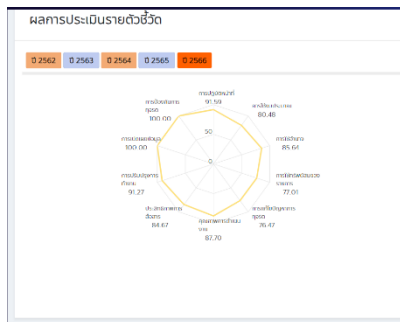 ผลการประเมินรายตัวชี้วัด
ปี 2562 ปี 2563 ปี 2564 ปี 2565 ปี 2566
การปฏิบัติหน้าที่
91.59
การป้องกันการ
ทุจริต
100.00
การใช้งบประมาณ
80.48
50
การเปิดเผยข้อมูล
100.00
การใช้อำนาจ
85.64
0
การปรับปรุงการ
ทำงาน
91.27
การใช้ทรัพย์สินของ
ราชการ
77.01
ประสิทธิภาพการ
สื่อสาร
84.67
การแก้ไขปัญหาการ
ทุจริต
76.47
คุณภาพการดำเนิน
งาน
87.70